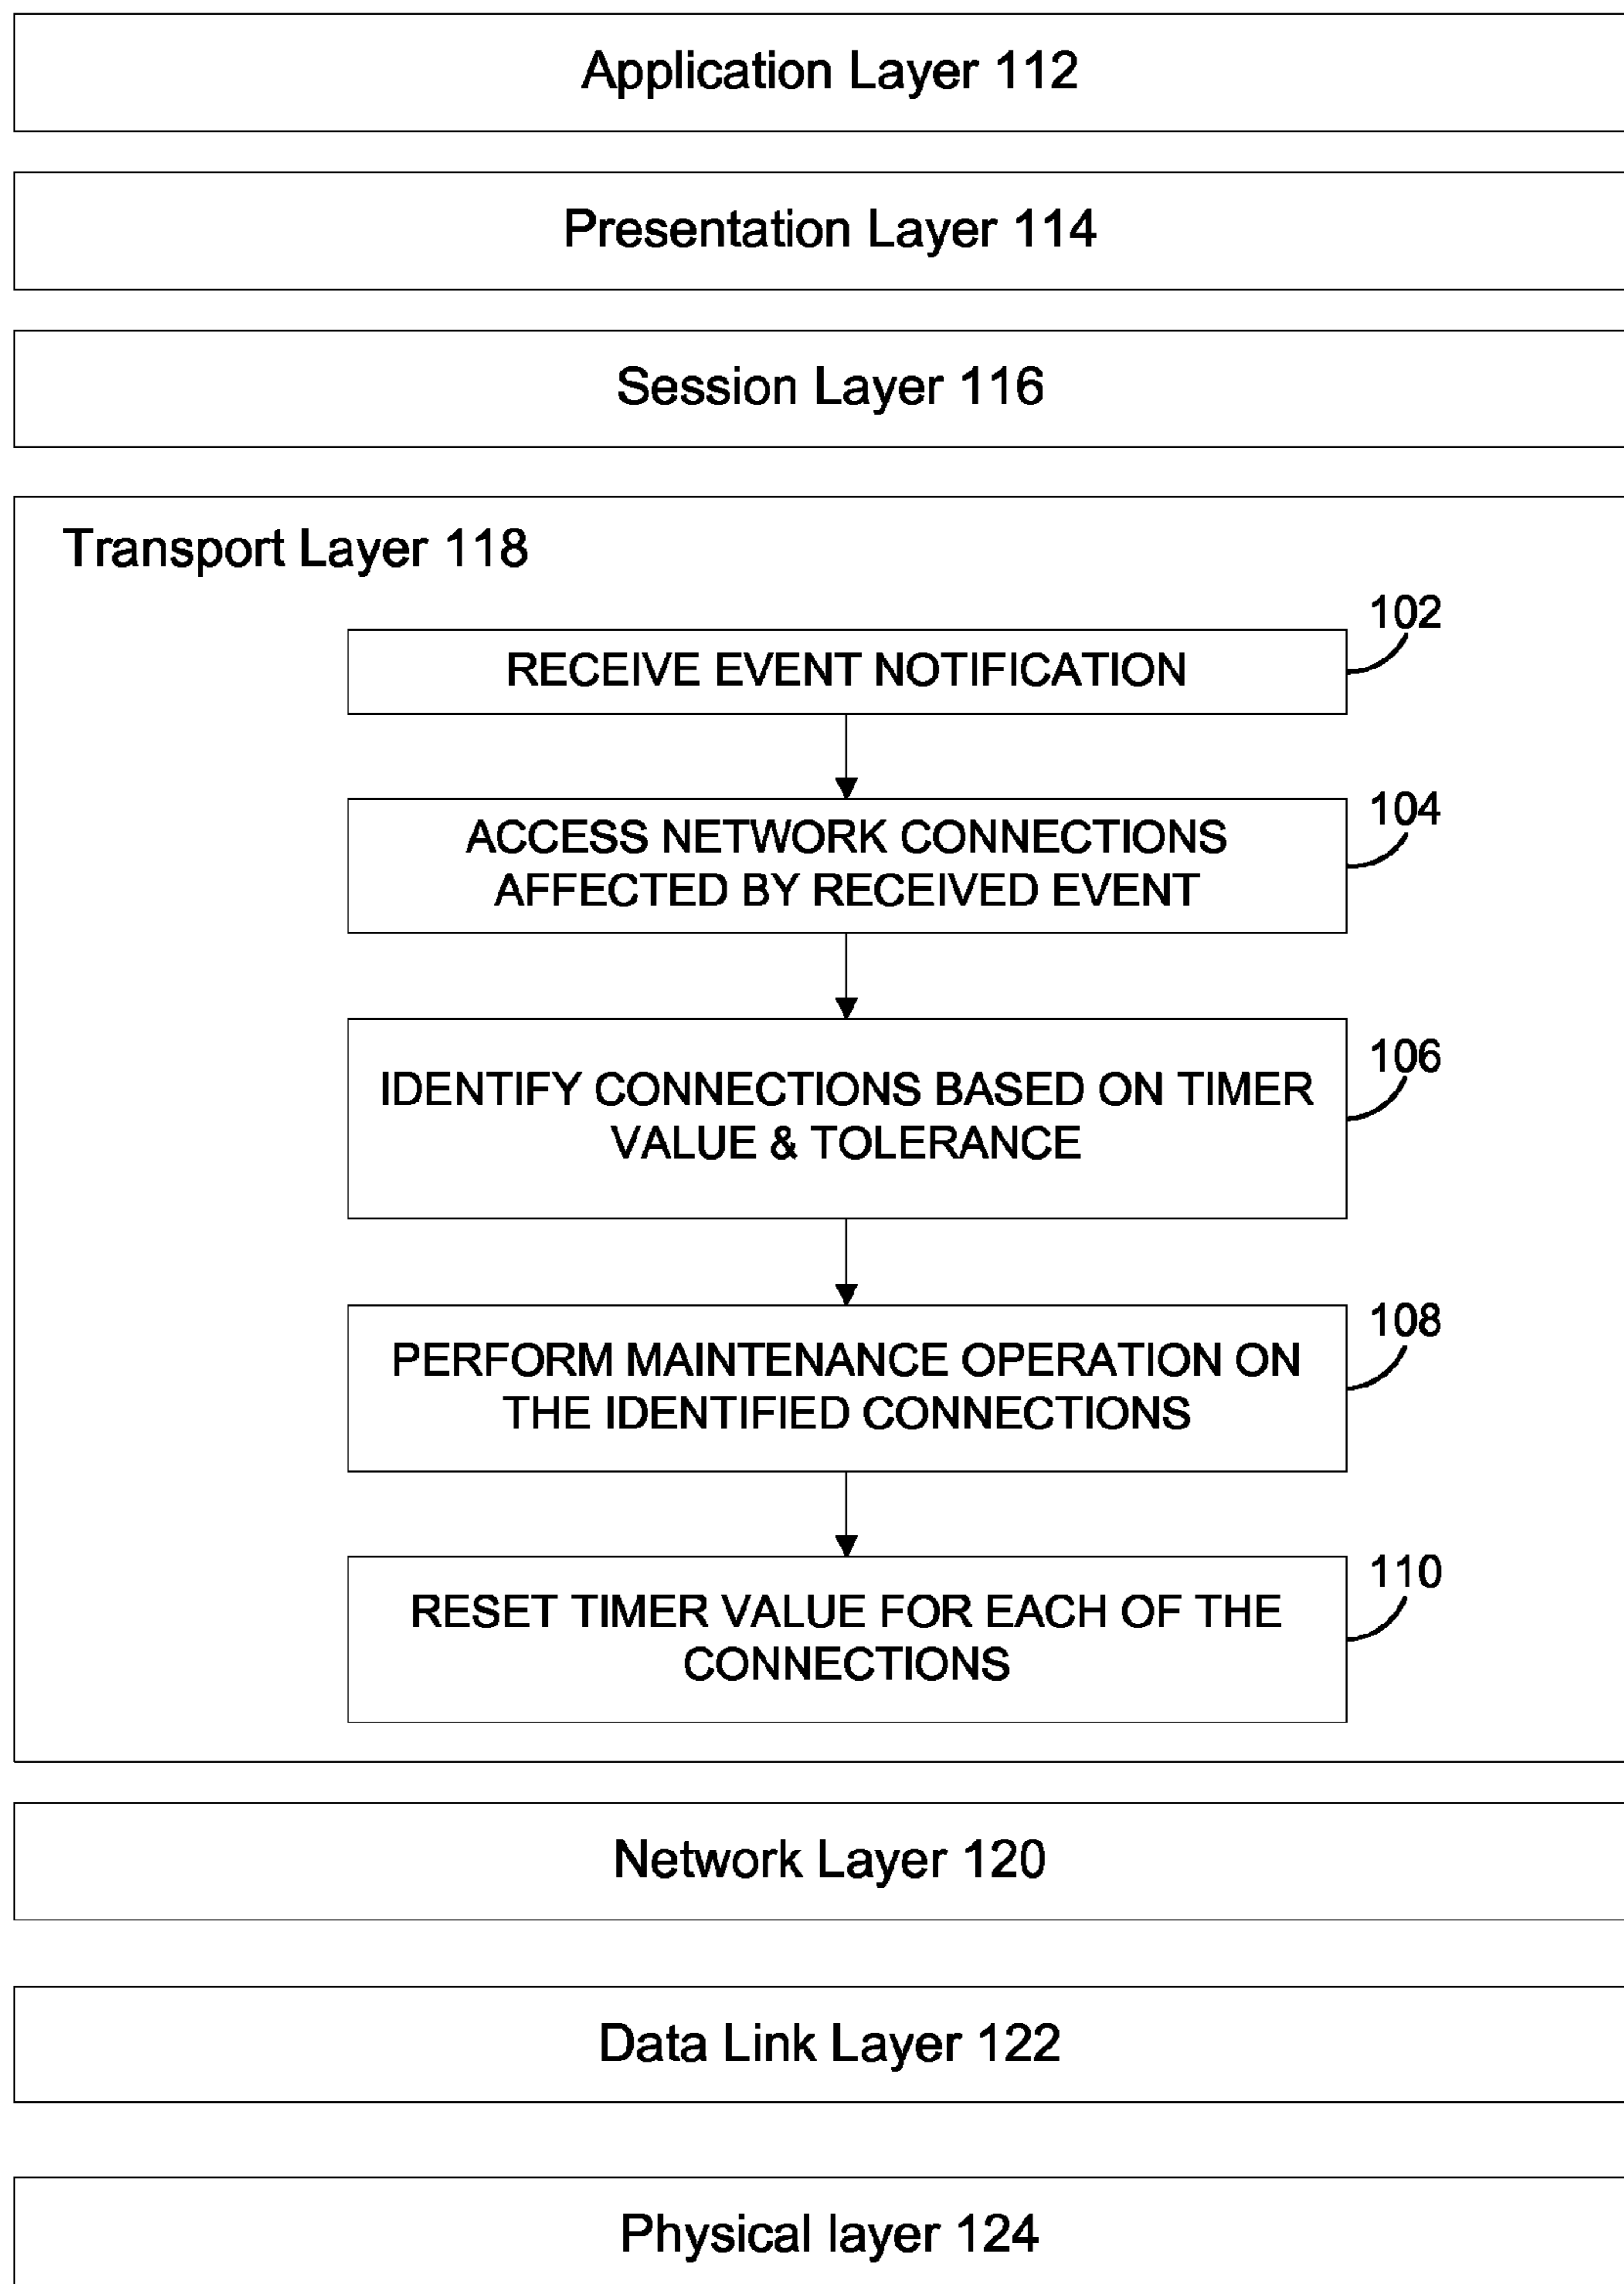 Application Layer 112
Presentation Layer 114
Session Layer 116
Transport Layer 118
102
RECEIVE EVENT NOTIFICATION
104
ACCESS NETWORK CONNECTIONS
AFFECTED BY RECEIVED EVENT
106
IDENTIFY CONNECTIONS BASED ON TIMER
VALUE & TOLERANCE
108
PERFORM MAINTENANCE OPERATION ON
THE IDENTIFIED CONNECTIONS
110
RESET TIMER VALUE FOR EACH OF THE
CONNECTIONS
Network Layer 120
Data Link Layer 122
Physical layer 124